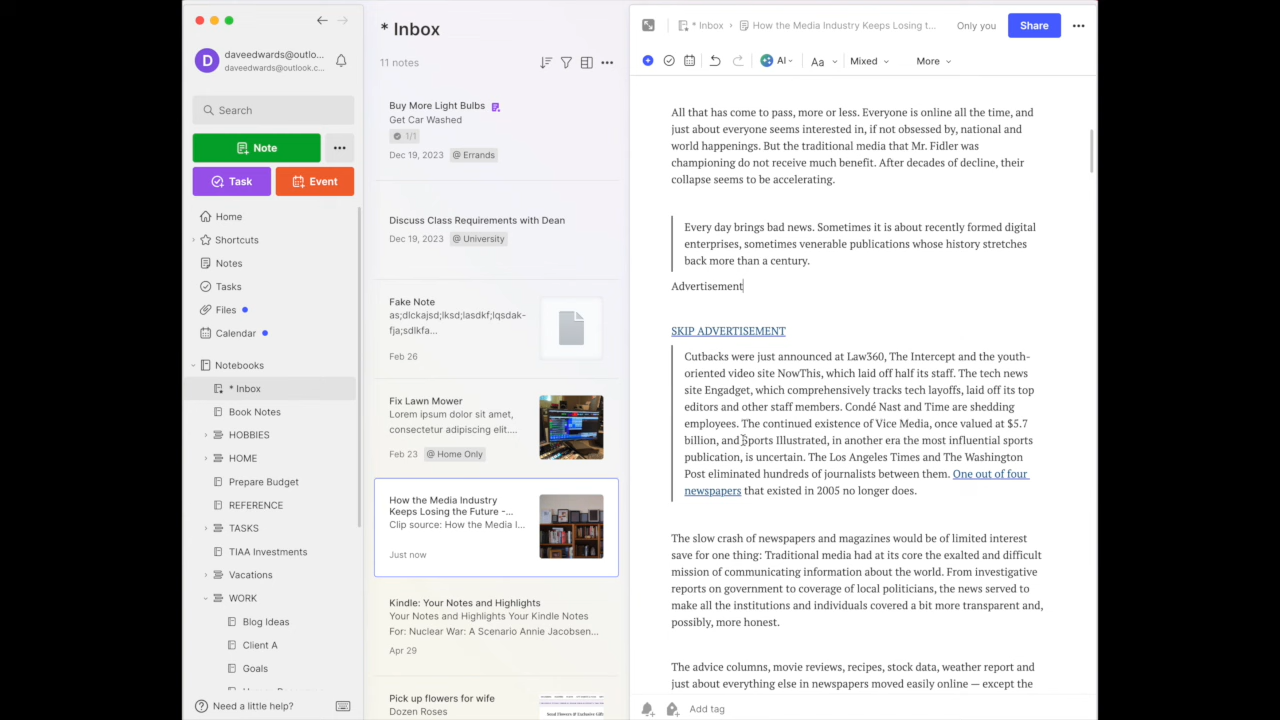 D
daveedwards@outlo...
daveedwards@outlook.c...
Search
Note
Task
Event
Home
Shortcuts
Notes
Tasks
Files
Calendar
Notebooks
* Inbox
Book Notes
HOBBIES
HOME
Prepare Budget
REFERENCE
TASKS
TIAA Investments
Vacations
WORK
Blog Ideas
Client A
Goals
Need a little help?
* Inbox
11 notes
Buy More Light Bulbs
Get Car Washed
1/1
Dec 19, 2023 @ Errands
Discuss Class Requirements with Dean
Dec 19, 2023 @ University
Fake Note
as;dlckajsd;lksd;lasdkf;lqsdak-
fja;sdlkfa...
Feb 26
Fix Lawn Mower
Lorem ipsum dolor sit amet,
consectetur adipiscing elit....
Feb 23 @ Home Only
How the Media Industry
Keeps Losing the Future -...
Clip source: How the Media I...
Just now
Kindle: Your Notes and Highlights
Your Notes and Highlights Your Kindle Notes
For: Nuclear War: A Scenario Annie Jacobsen...
Apr 29
Pick up flowers for wife
Dozen Roses
* Inbox › How the Media Industry Keeps Losing t...
Only you
Share
AI
Aa
Mixed
More
All that has come to pass, more or less. Everyone is online all the time, and
just about everyone seems interested in, if not obsessed by, national and
world happenings. But the traditional media that Mr. Fidler was
championing do not receive much benefit. After decades of decline, their
collapse seems to be accelerating.
Every day brings bad news. Sometimes it is about recently formed digital
enterprises, sometimes venerable publications whose history stretches
back more than a century.
Advertisement
SKIP ADVERTISEMENT
Cutbacks were just announced at Law360, The Intercept and the youth-
oriented video site NowThis, which laid off half its staff. The tech news
site Engadget, which comprehensively tracks tech layoffs, laid off its top
editors and other staff members. Condé Nast and Time are shedding
employees. The continued existence of Vice Media, once valued at $5.7
billion, and Sports Illustrated, in another era the most influential sports
publication, is uncertain. The Los Angeles Times and The Washington
Post eliminated hundreds of journalists between them. One out of four
newspapers that existed in 2005 no longer does.
The slow crash of newspapers and magazines would be of limited interest
save for one thing: Traditional media had at its core the exalted and difficult
mission of communicating information about the world. From investigative
reports on government to coverage of local politicians, the news served to
make all the institutions and individuals covered a bit more transparent and,
possibly, more honest.
The advice columns, movie reviews, recipes, stock data, weather report and
just about everything else in newspapers moved easily online — except the
Add tag